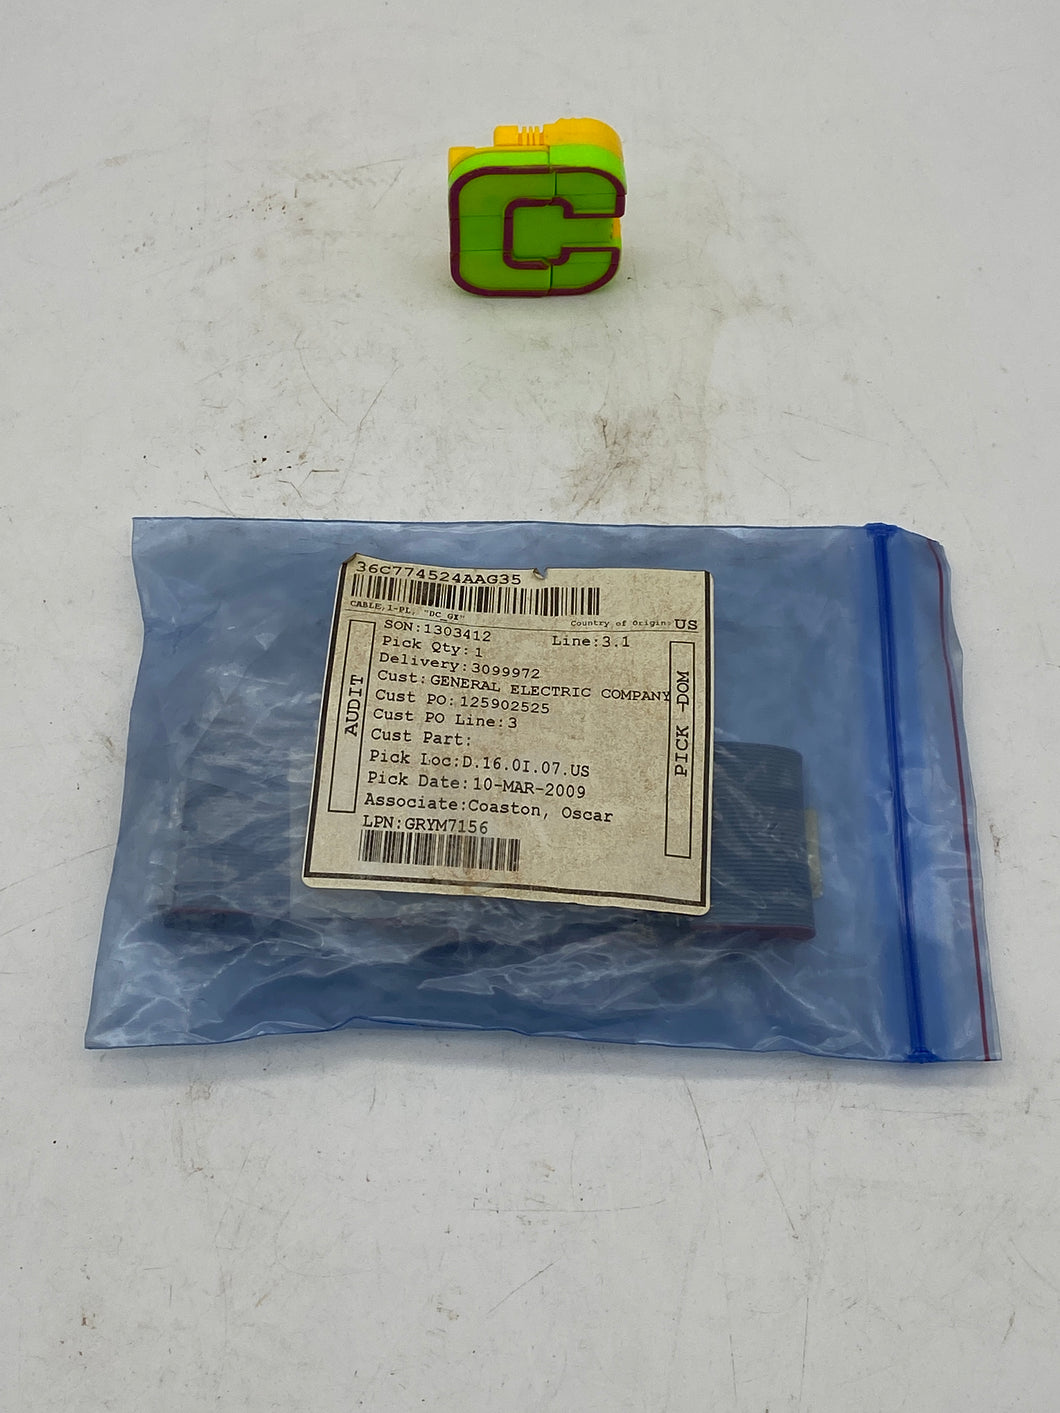 C
36C774524AAG35
CABLE, 1-PL, "DC_GX"
Country of Origin: US
SON:1303412 Line:3.1
Pick Qty:1
Delivery:3099972
Cust:GENERAL ELECTRIC COMPANY
Cust PO:125902525
Cust PO Line:3
Cust Part:
Pick Loc:D.16.0I.07.US
Pick Date:10-MAR-2009
Associate:Coaston, Oscar
LPN:GRYM7156
AUDIT
PICK -DOM